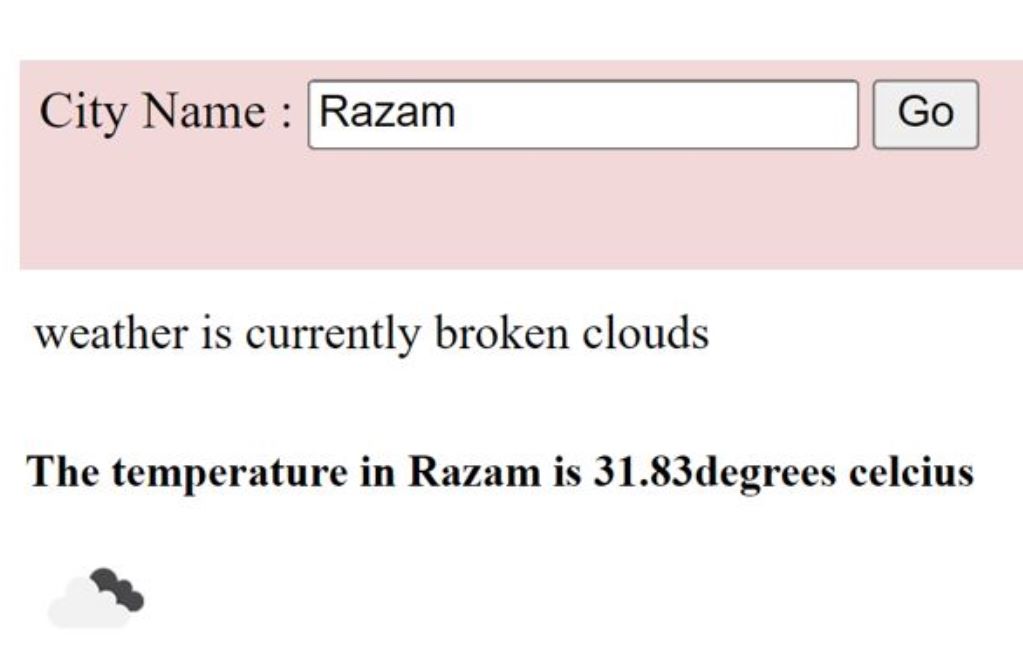 City Name : Razam Go
weather is currently broken clouds
The temperature in Razam is 31.83degrees celcius